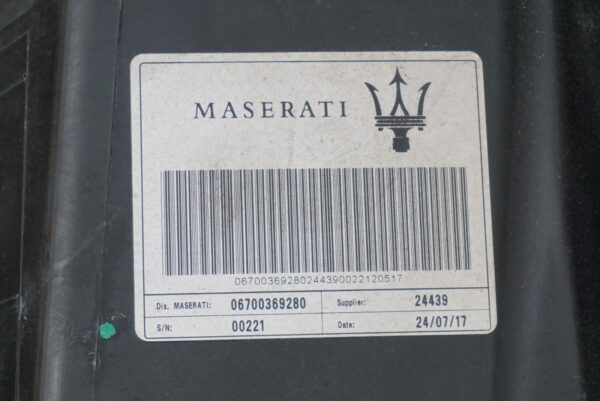 MASERATI
06700369280244390022120517
Dis. MASERATI: 06700369280 Supplier: 24439
S/N: 00221 Date: 24/07/17